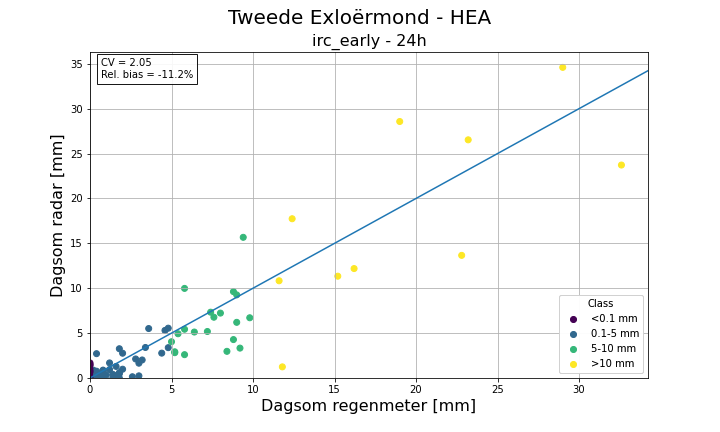 Tweede Exloërmond - HEA
irc_early - 24h
CV = 2.05
Rel. bias = -11.2%
Dagsom radar [mm]
35
30
25
20
15
10
5
0
Class
<0.1 mm
0.1-5 mm
5-10 mm
>10 mm
0 5 10 15 20 25 30
Dagsom regenmeter [mm]